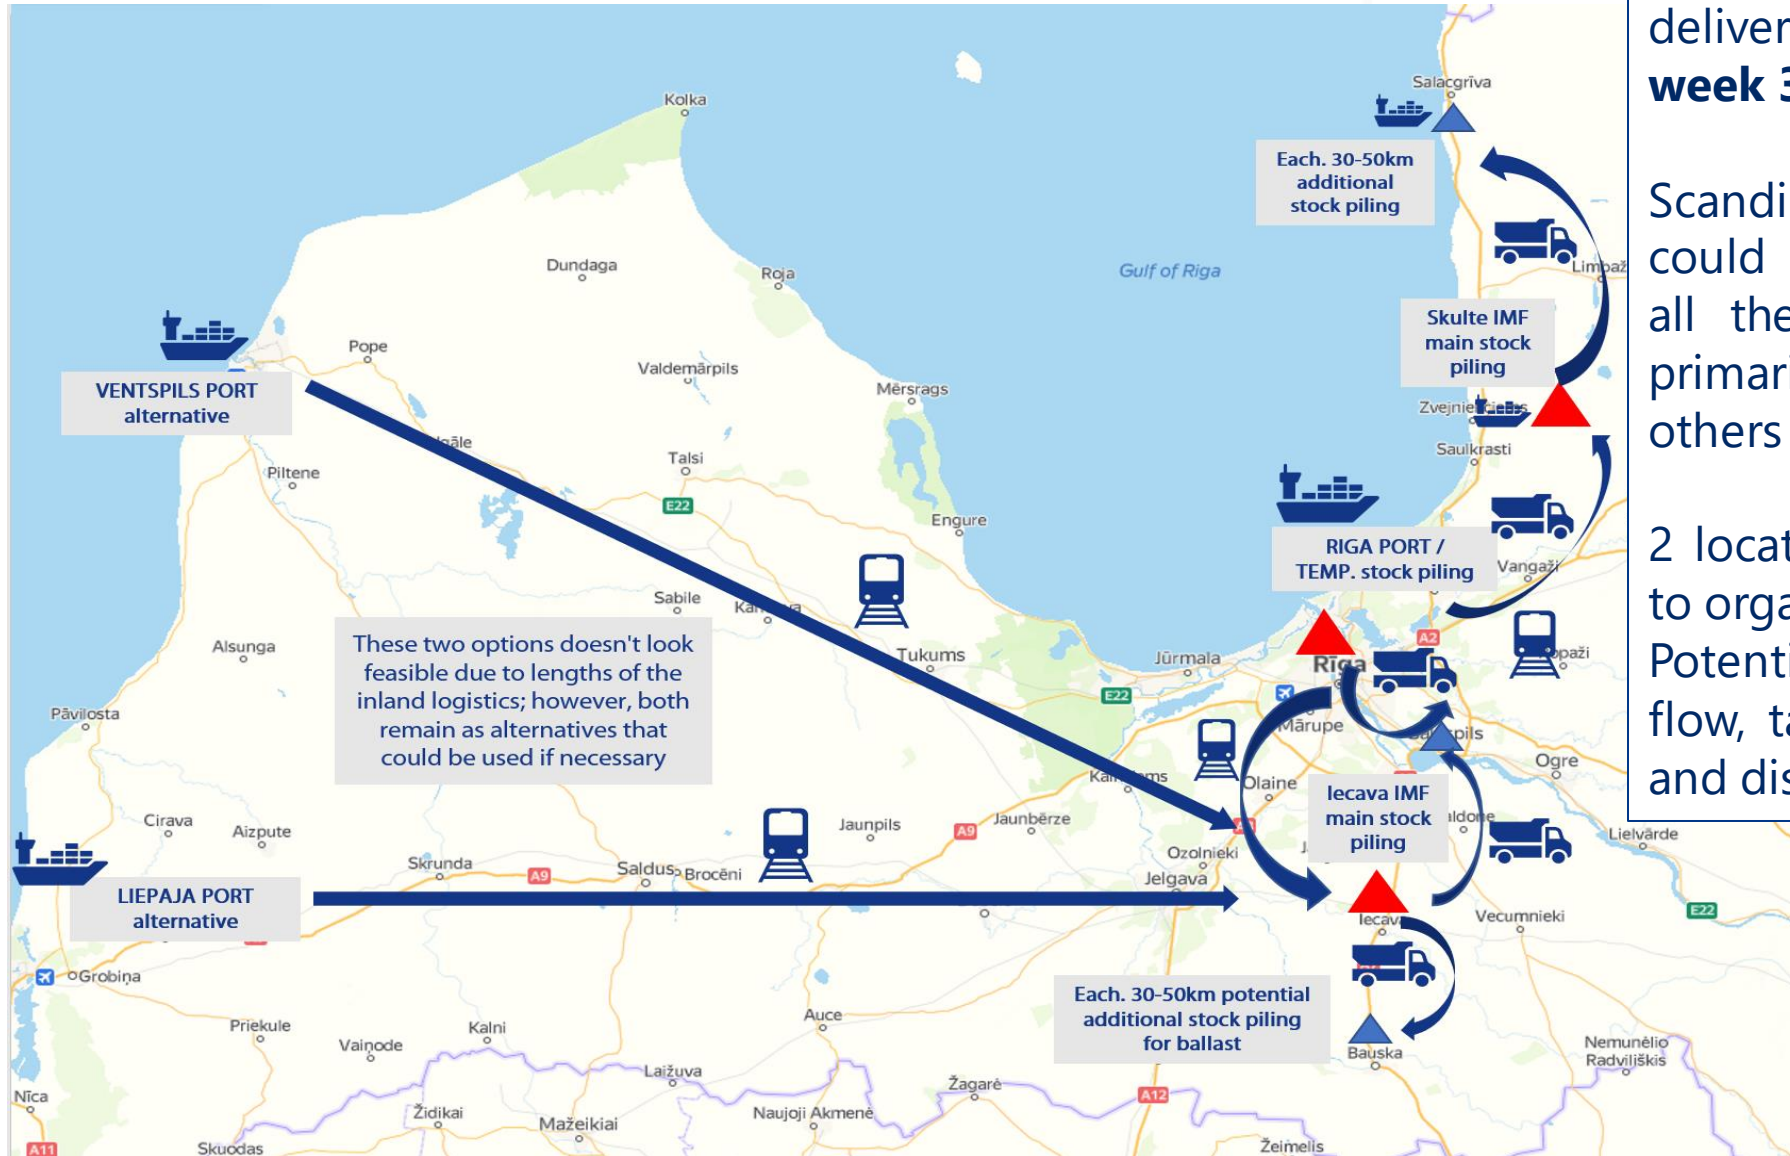 Kolka
Salacgrīva
Each. 30-50km
additional
stock piling
Dundaga
Roja
Gulf of Riga
Skulte IMF
main stock
piling
Pope
Valdemārpils
Mērsrags
VENTSPILS PORT
alternative
Saulkrasti
Talsi
Piltene
E22
Engure
RIGA PORT /
TEMP. stock piling
Vangaži
Sabile
These two options doesn't look
feasible due to lengths of the
inland logistics; however, both
remain as alternatives that
could be used if necessary
Alsunga
Tukums
Jūrmala
A2
Rīga
E22
Pāvilosta
Mārupe
Ogre
Olaine
Iecava IMF
main stock
piling
Cirava
Aizpute
Jaunpils
A9
Jaunbērze
Lielvārde
Ozolnieki
Skrunda
A9
Saldus
Brocēni
Jelgava
LIEPAJA PORT
alternative
Iecava
Vecumnieki
E22
Grobiņa
Each. 30-50km potential
additional stock piling
for ballast
Priekule
Kalni
Auce
Vaiņode
Bauska
Nemunėlio
Radviliškis
Laižuva
Žagarė
A12
Nīca
Židikai
Mažeikiai
Naujoji Akmenė
A11
Skuodas
Žeimelis
deliver
week 3
Scandi
could
all the
primari
others
2 locat
to orga
Potenti
flow, ta
and dis